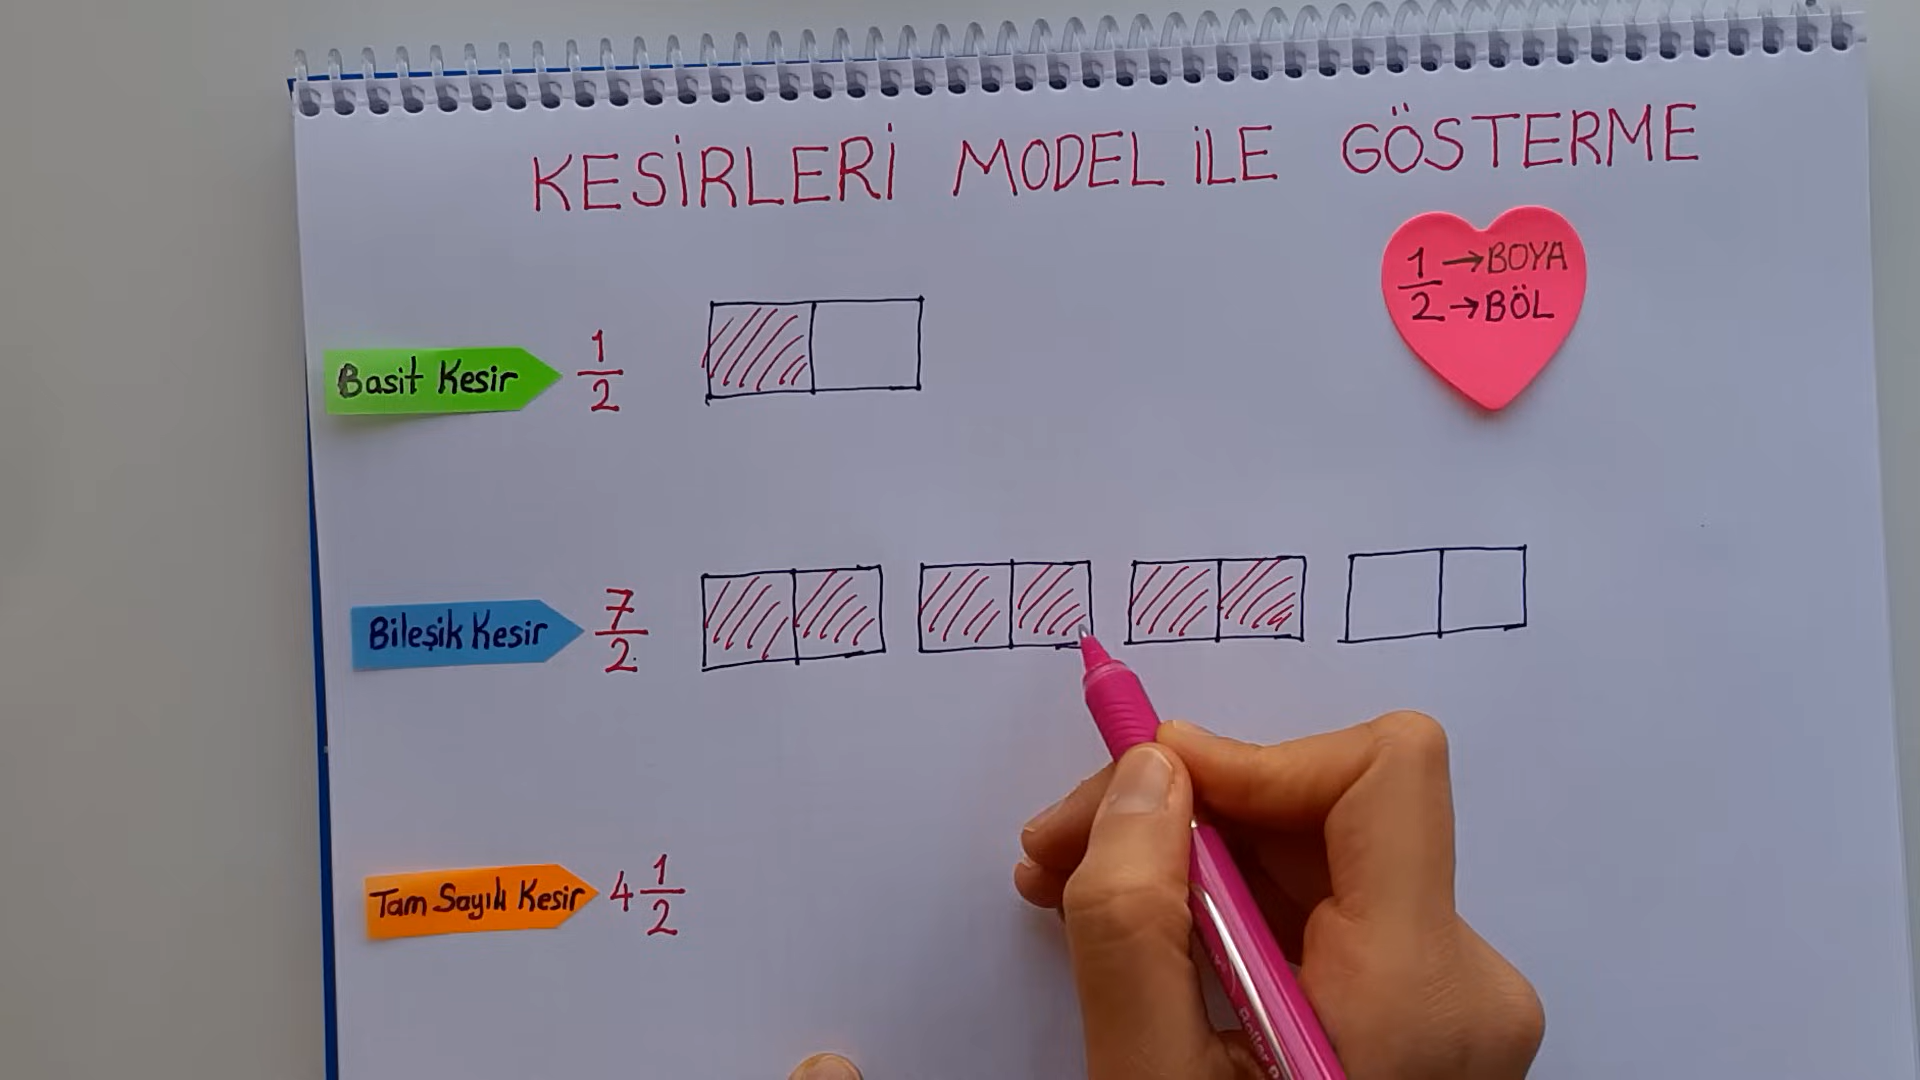 KESİRLERİ MODEL İLE GÖSTERME
1/2 →BOYA
→BÖL
Basit Kesir 1/2
Bileşik Kesir 7/2
Tam Sayılı Kesir 4 1/2